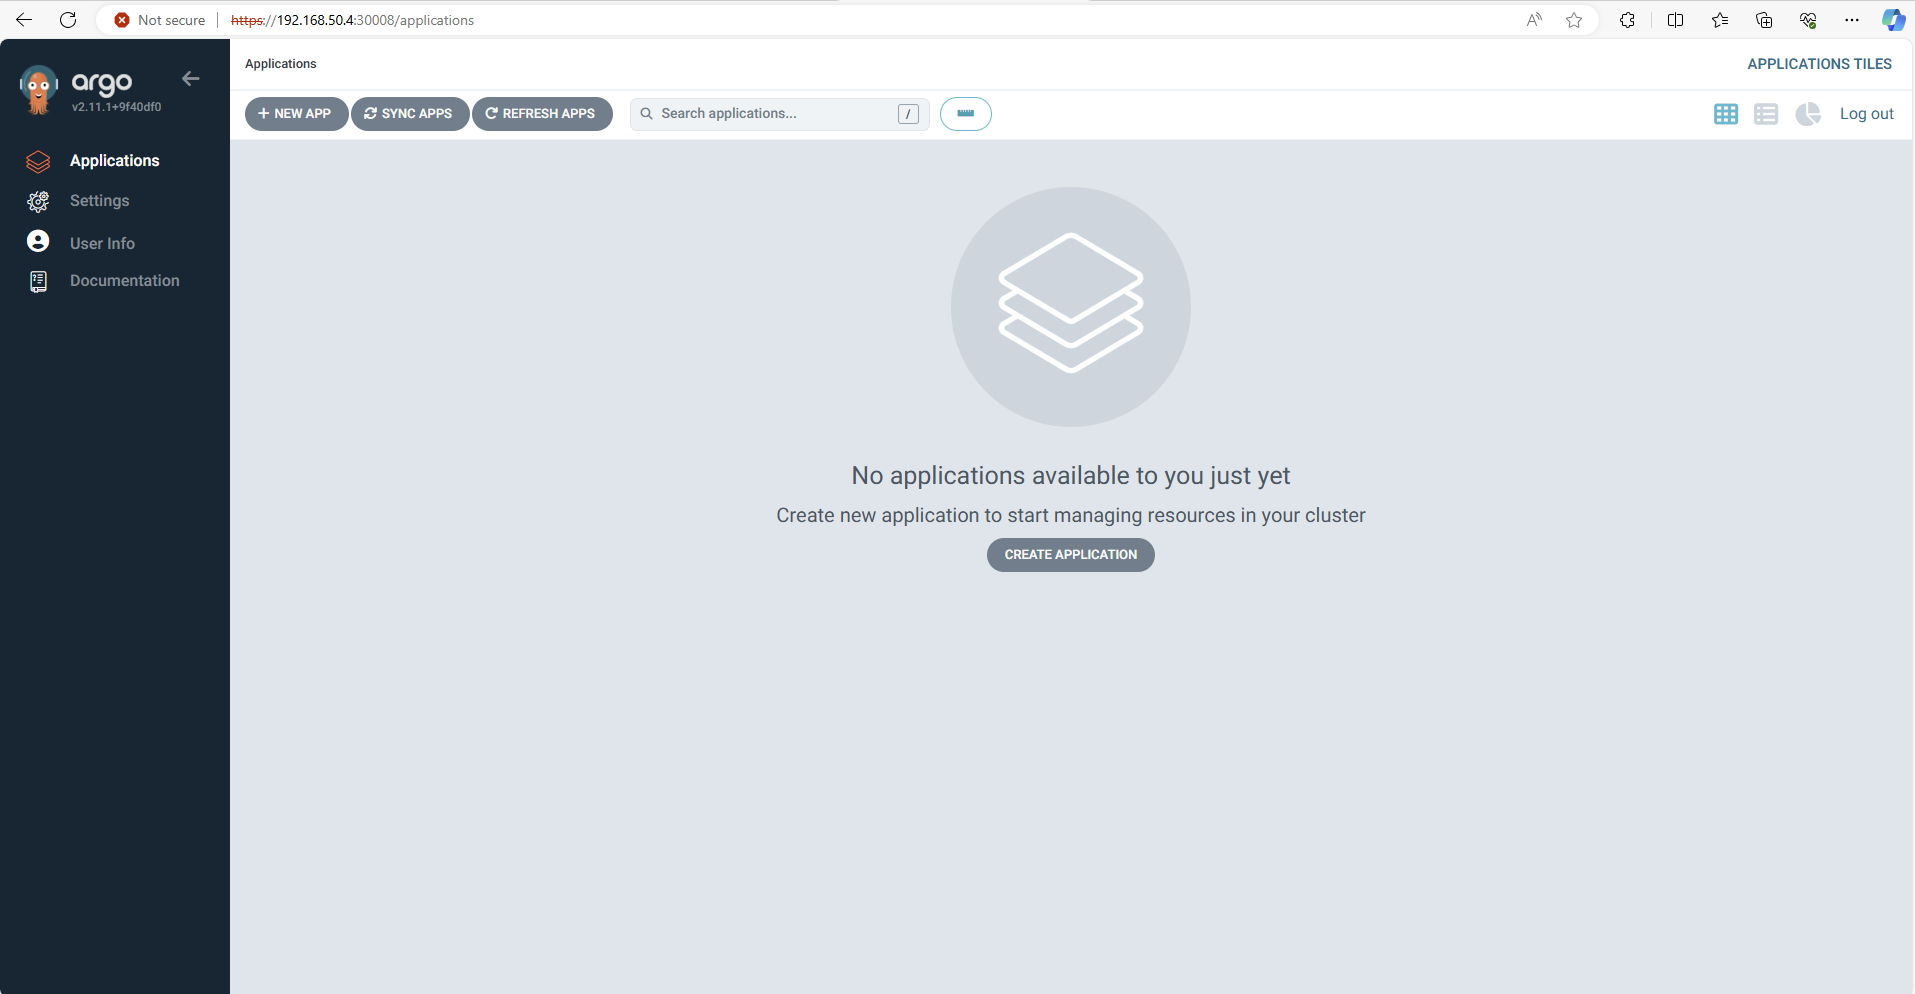 Not secure https://192.168.50.4:30008/applications
argo
v2.11.1+9f40df0
Applications
Settings
User Info
Documentation
Applications
APPLICATIONS TILES
+ NEW APP SYNC APPS REFRESH APPS Search applications... / Log out
No applications available to you just yet
Create new application to start managing resources in your cluster
CREATE APPLICATION